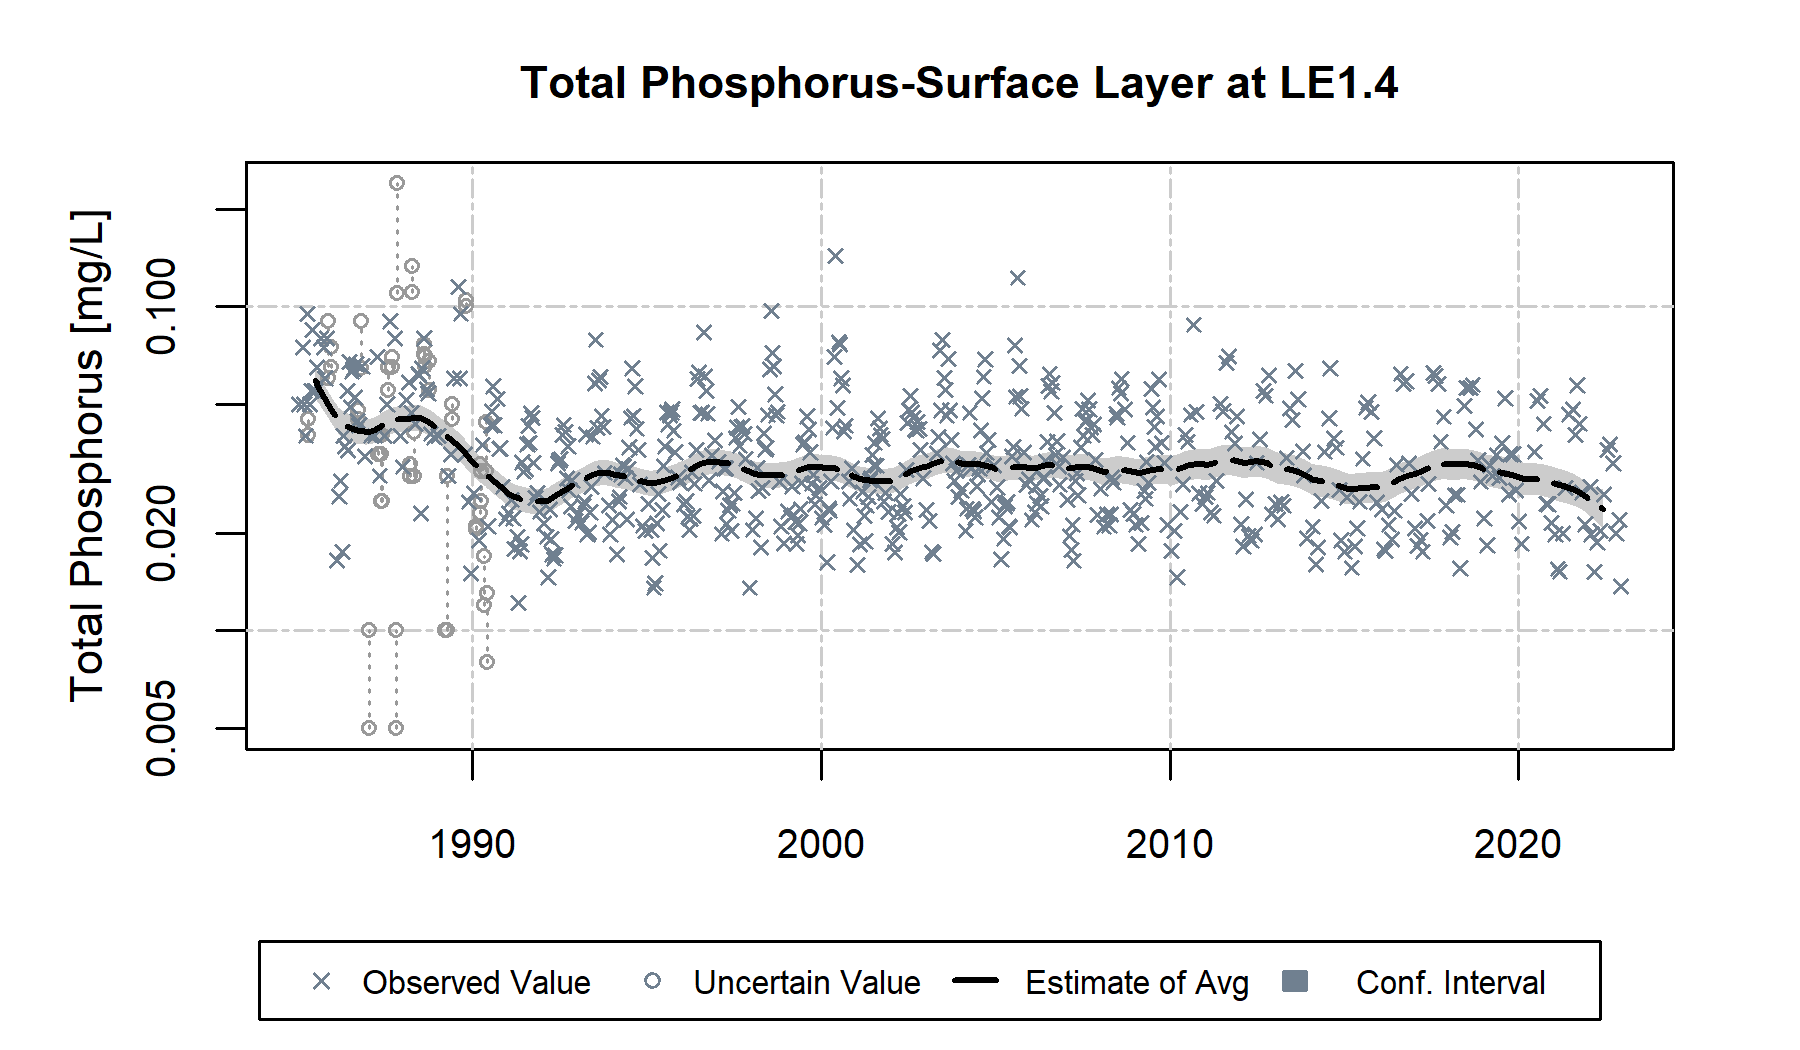 Total Phosphorus-Surface Layer at LE1.4
Total Phosphorus [mg/L]
0.100
0.020
0.005
1990 2000 2010 2020
Observed Value Uncertain Value Estimate of Avg Conf. Interval